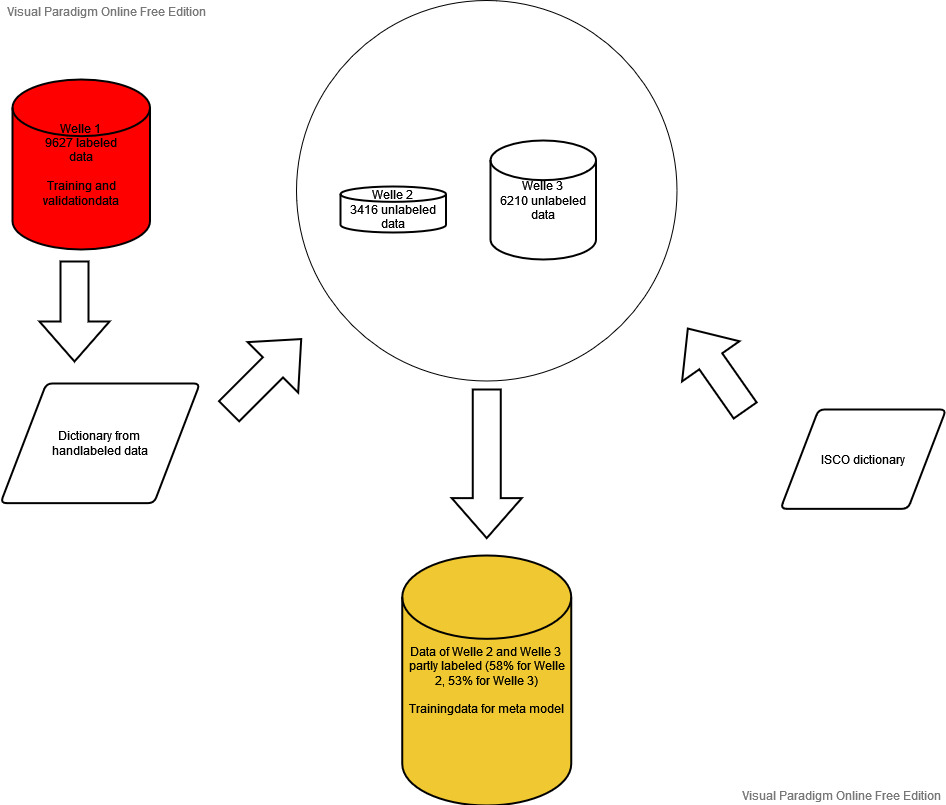 Visual Paradigm Online Free Edition
Welle 1
9627 labeled
data
Training and
validationdata
Welle 2
3416 unlabeled
data
Welle 3
6210 unlabeled
data
Dictionary from
handlabeled data
ISCO dictionary
Data of Welle 2 and Welle 3
partly labeled (58% for Welle
2, 53% for Welle 3)
Trainingdata for meta model
Visual Paradigm Online Free Edition